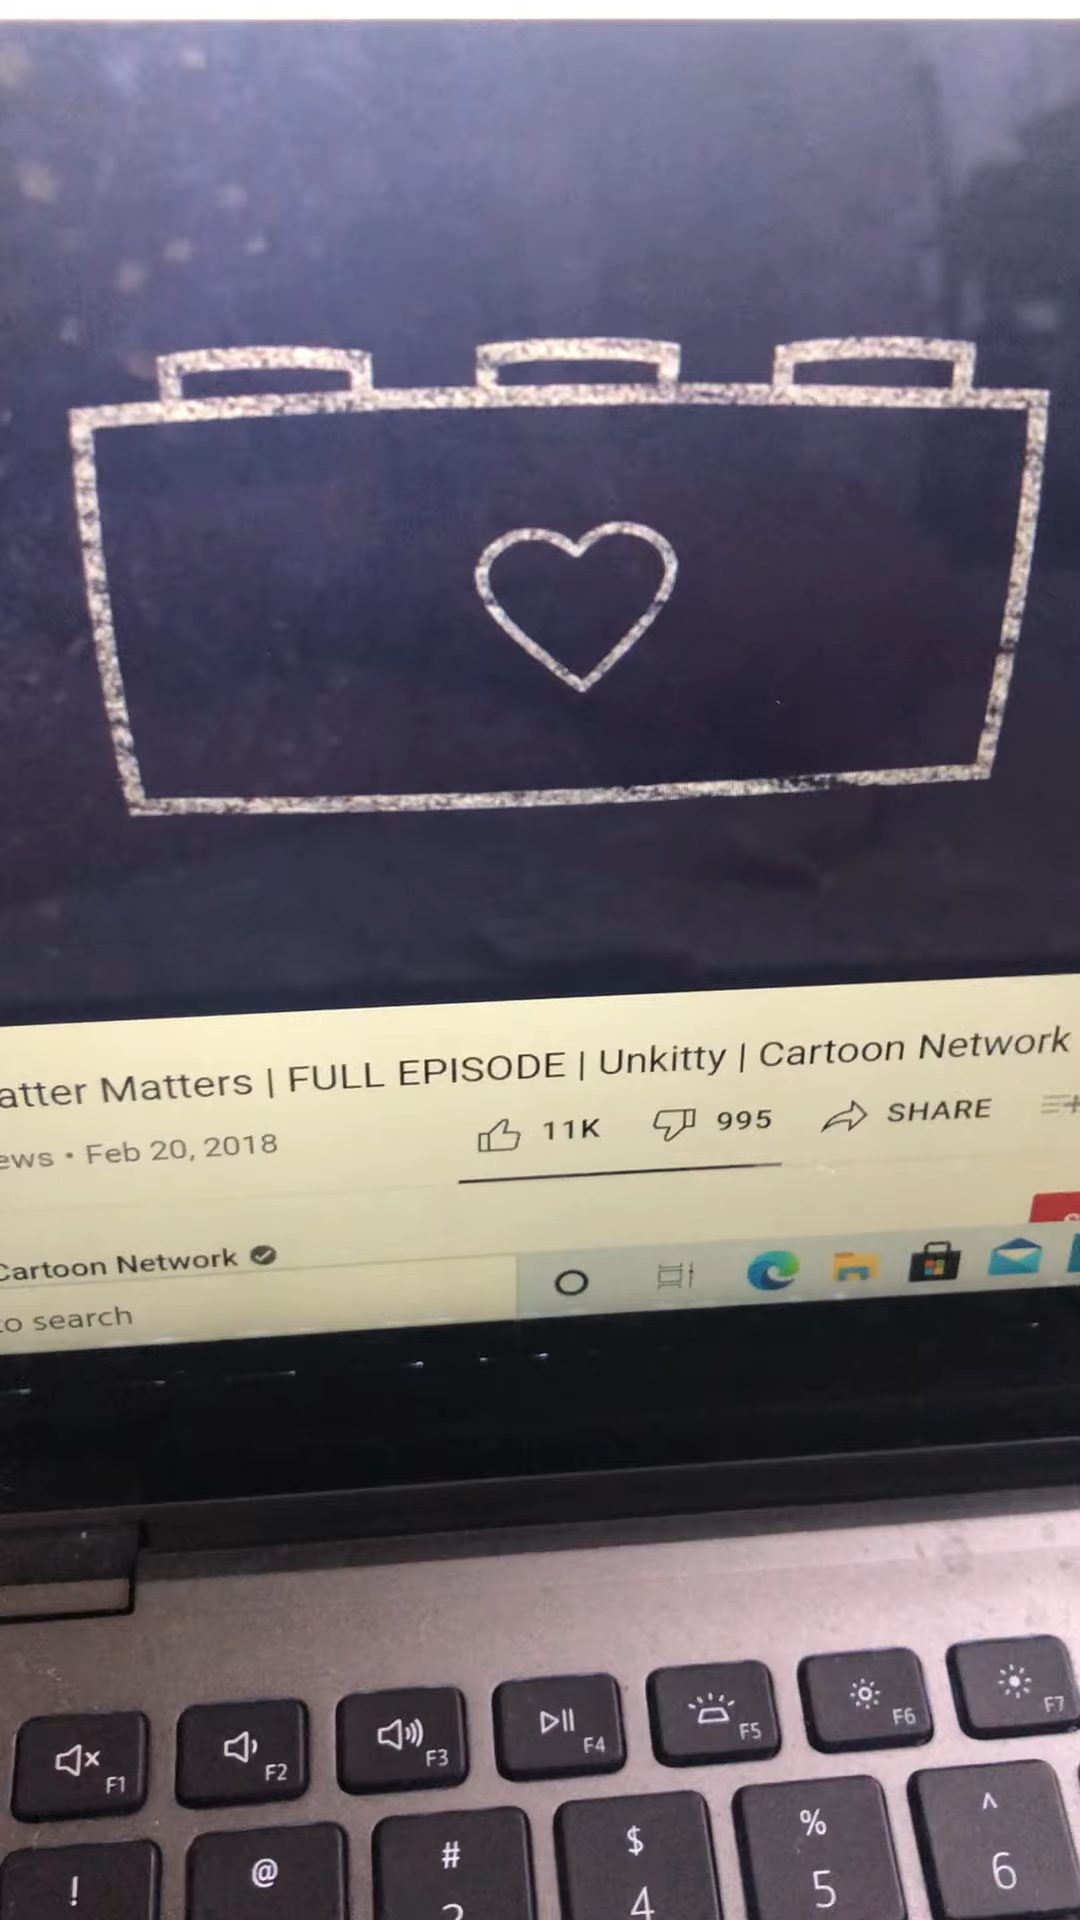 atter Matters | FULL EPISODE | Unkitty | Cartoon Network
ews • Feb 20, 2018
11K
995
SHARE
Cartoon Network
to search
F1
F2
F3
F4
F5
F6
F7
!
@
#
$
4
%
5
^
6